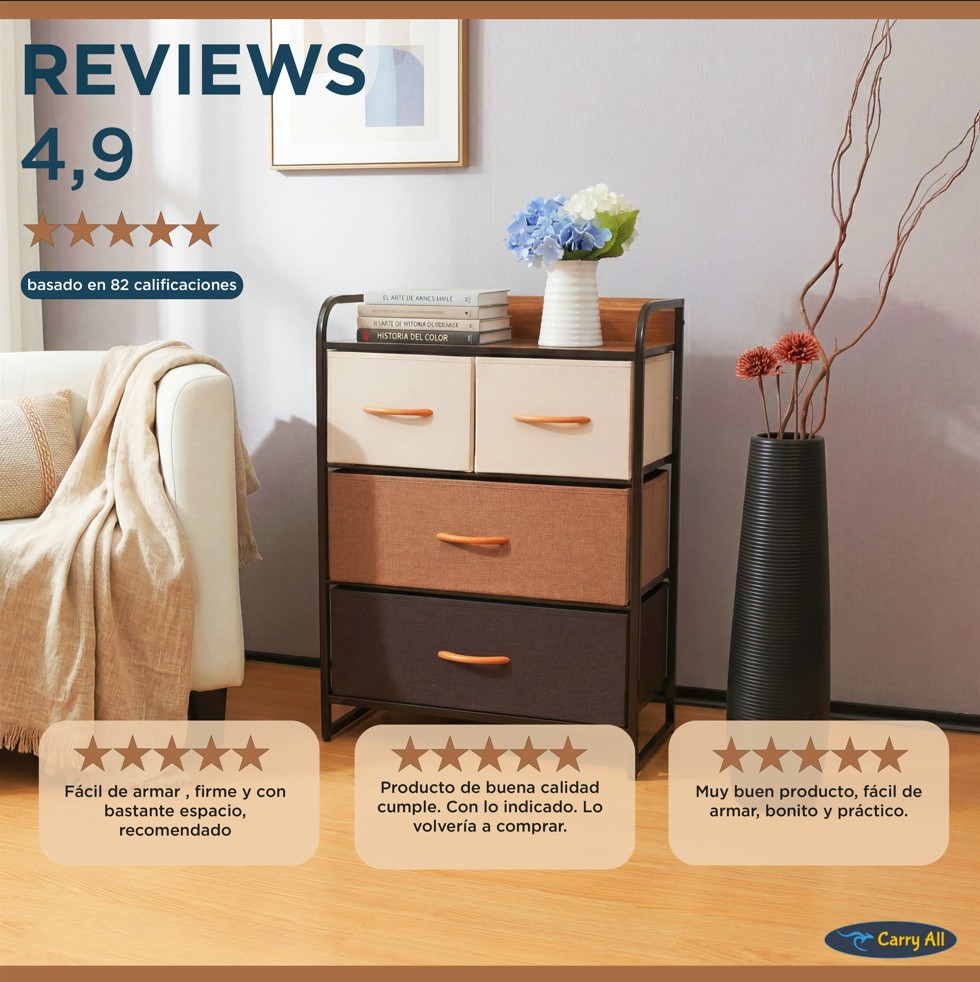 REVIEWS
4,9
basado en 82 calificaciones
EL ARTE DE
HISTORIA DEL COLOR
Fácil de armar , firme y con
bastante espacio,
recomendado
Producto de buena calidad
cumple. Con lo indicado. Lo
volvería a comprar.
Muy buen producto, fácil de
armar, bonito y práctico.
Carry All